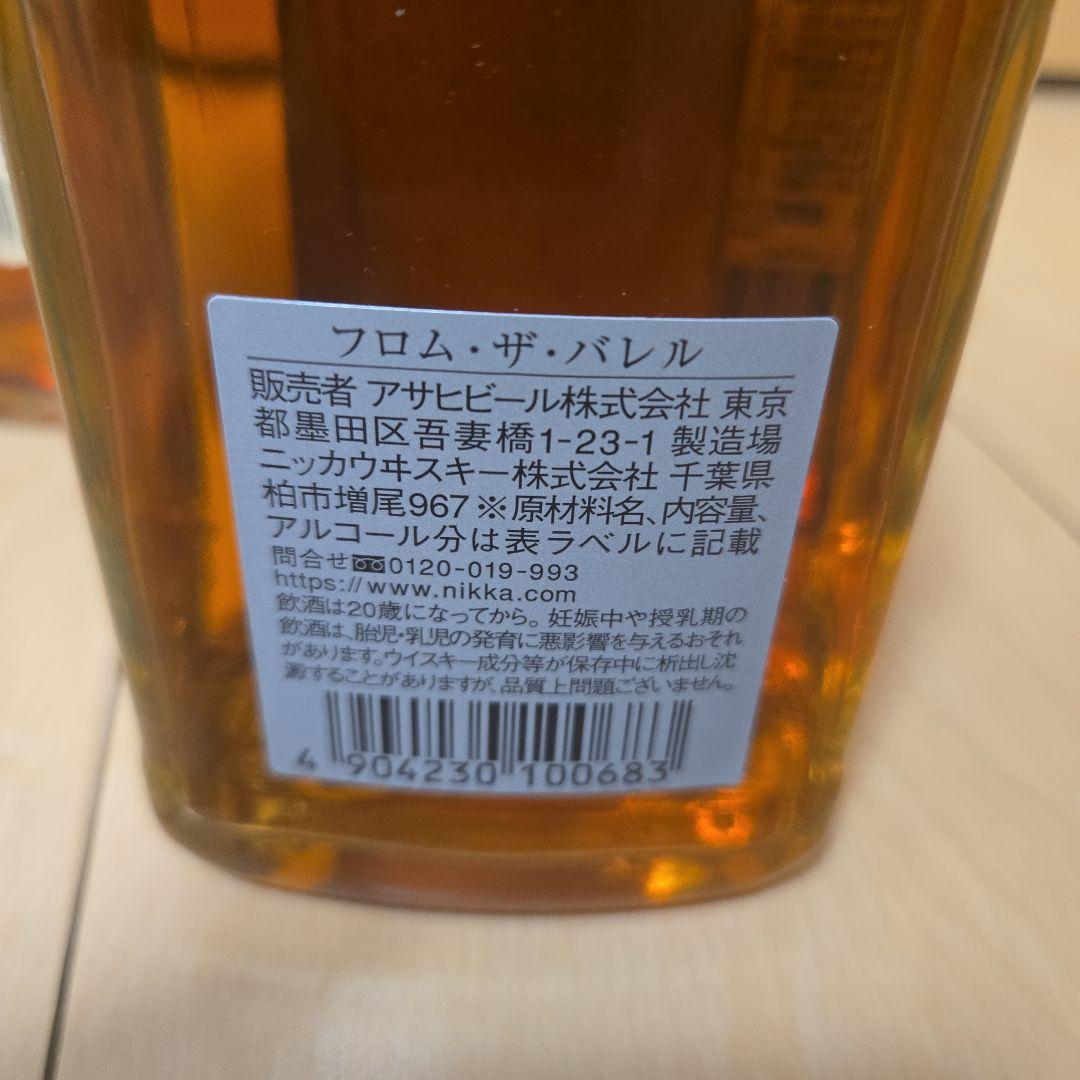 フロム・ザ・バレル
販売者 アサヒビール株式会社 東京
都墨田区吾妻橋1-23-1 製造場
ニッカウヰスキー株式会社 千葉県
柏市増尾967※原材料名、内容量、
アルコール分は表ラベルに記載
問合せ 0120-019-993
https://www.nikka.com
飲酒は20歳になってから。妊娠中や授乳期の
飲酒は、胎児・乳児の発育に悪影響を与えるおそれ
があります。ウイスキー成分等が保存中に析出し沈
澱することがありますが、品質上問題ございません。
4 904230 100683